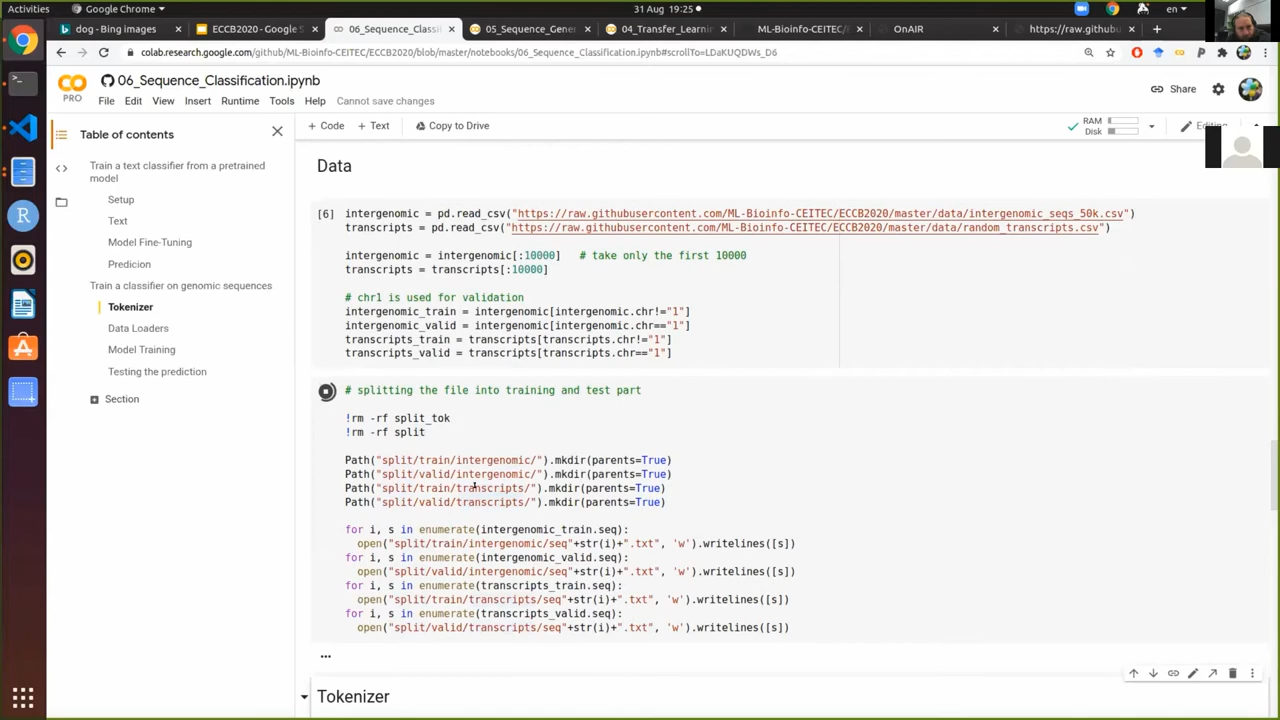 Activities
Google Chrome
31 Aug 19:25
en
dog - Bing images
ECCB2020 - Google S
06_Sequence_Classific
05_Sequence_Gener
04_Transfer_Learnin
ML-Bioinfo-CEITEC/E
OnAIR
https://raw.githubu
colab.research.google.com/github/ML-Bioinfo-CEITEC/ECCB2020/blob/master/notebooks/06_Sequence_Classification.ipynb#scrollTo=LDaKUQDWs_D6
PRO
06_Sequence_Classification.ipynb
File Edit View Insert Runtime Tools Help Cannot save changes
Share
Table of contents
Train a text classifier from a pretrained
model
Setup
Text
Model Fine-Tuning
Predicion
Train a classifier on genomic sequences
Tokenizer
Data Loaders
Model Training
Testing the prediction
Section
+ Code + Text Copy to Drive
RAM
Disk
Editing
Data
[6] intergenomic = pd.read_csv("https://raw.githubusercontent.com/ML-Bioinfo-CEITEC/ECCB2020/master/data/intergenomic_seqs_50k.csv")
transcripts = pd.read_csv("https://raw.githubusercontent.com/ML-Bioinfo-CEITEC/ECCB2020/master/data/random_transcripts.csv")
intergenomic = intergenomic[:10000] # take only the first 10000
transcripts = transcripts[:10000]
# chr1 is used for validation
intergenomic_train = intergenomic[intergenomic.chr!="1"]
intergenomic_valid = intergenomic[intergenomic.chr=="1"]
transcripts_train = transcripts[transcripts.chr!="1"]
transcripts_valid = transcripts[transcripts.chr=="1"]
# splitting the file into training and test part
!rm -rf split_tok
!rm -rf split
Path("split/train/intergenomic/").mkdir(parents=True)
Path("split/valid/intergenomic/").mkdir(parents=True)
Path("split/train/transcripts/").mkdir(parents=True)
Path("split/valid/transcripts/").mkdir(parents=True)
for i, s in enumerate(intergenomic_train.seq):
open("split/train/intergenomic/seq"+str(i)+".txt", 'w').writelines([s])
for i, s in enumerate(intergenomic_valid.seq):
open("split/valid/intergenomic/seq"+str(i)+".txt", 'w').writelines([s])
for i, s in enumerate(transcripts_train.seq):
open("split/train/transcripts/seq"+str(i)+".txt", 'w').writelines([s])
for i, s in enumerate(transcripts_valid.seq):
open("split/valid/transcripts/seq"+str(i)+".txt", 'w').writelines([s])
...
Tokenizer